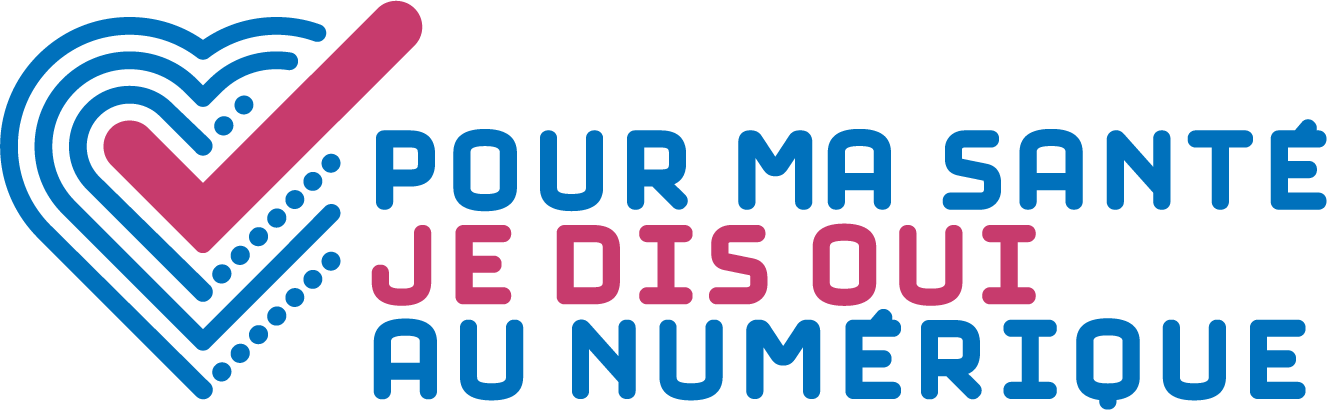 POUR MA SANTÉ
JE DIS OUI
AU NUMÉRIQUE